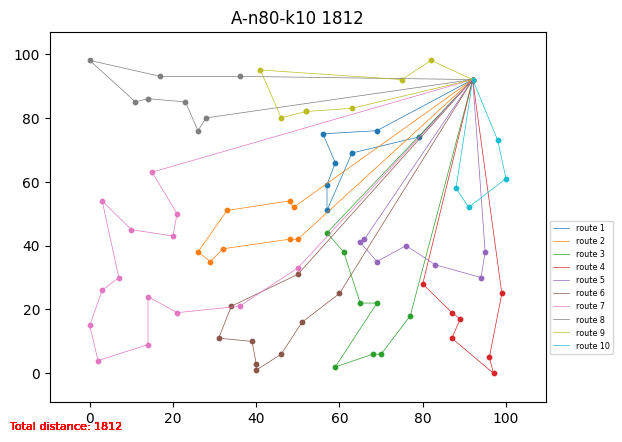 A-n80-k10 1812
100
80
60
40
20
0
0
20
40
60
80
100
route 1
route 2
route 3
route 4
route 5
route 6
route 7
route 8
route 9
route 10
Total distance: 1812